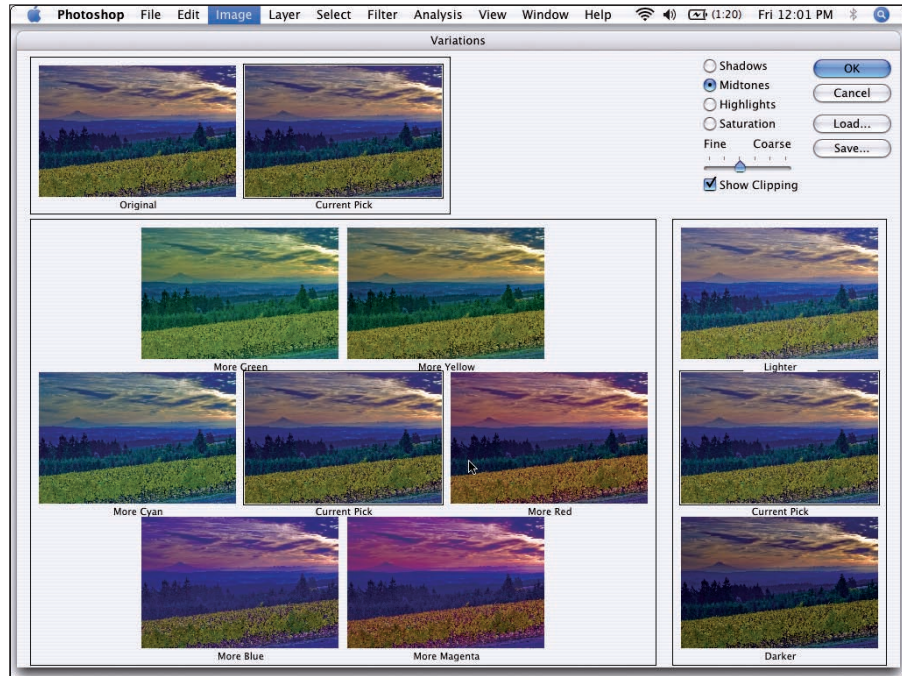 Photoshop File Edit Image Layer Select Filter Analysis View Window Help (1:20) Fri 12:01 PM
Variations
Original
Current Pick
Shadows
Midtones
Highlights
Saturation
Fine Coarse
Show Clipping
OK
Cancel
Load...
Save...
More Green
More Yellow
Lighter
More Cyan
Current Pick
More Red
Current Pick
More Blue
More Magenta
Darker